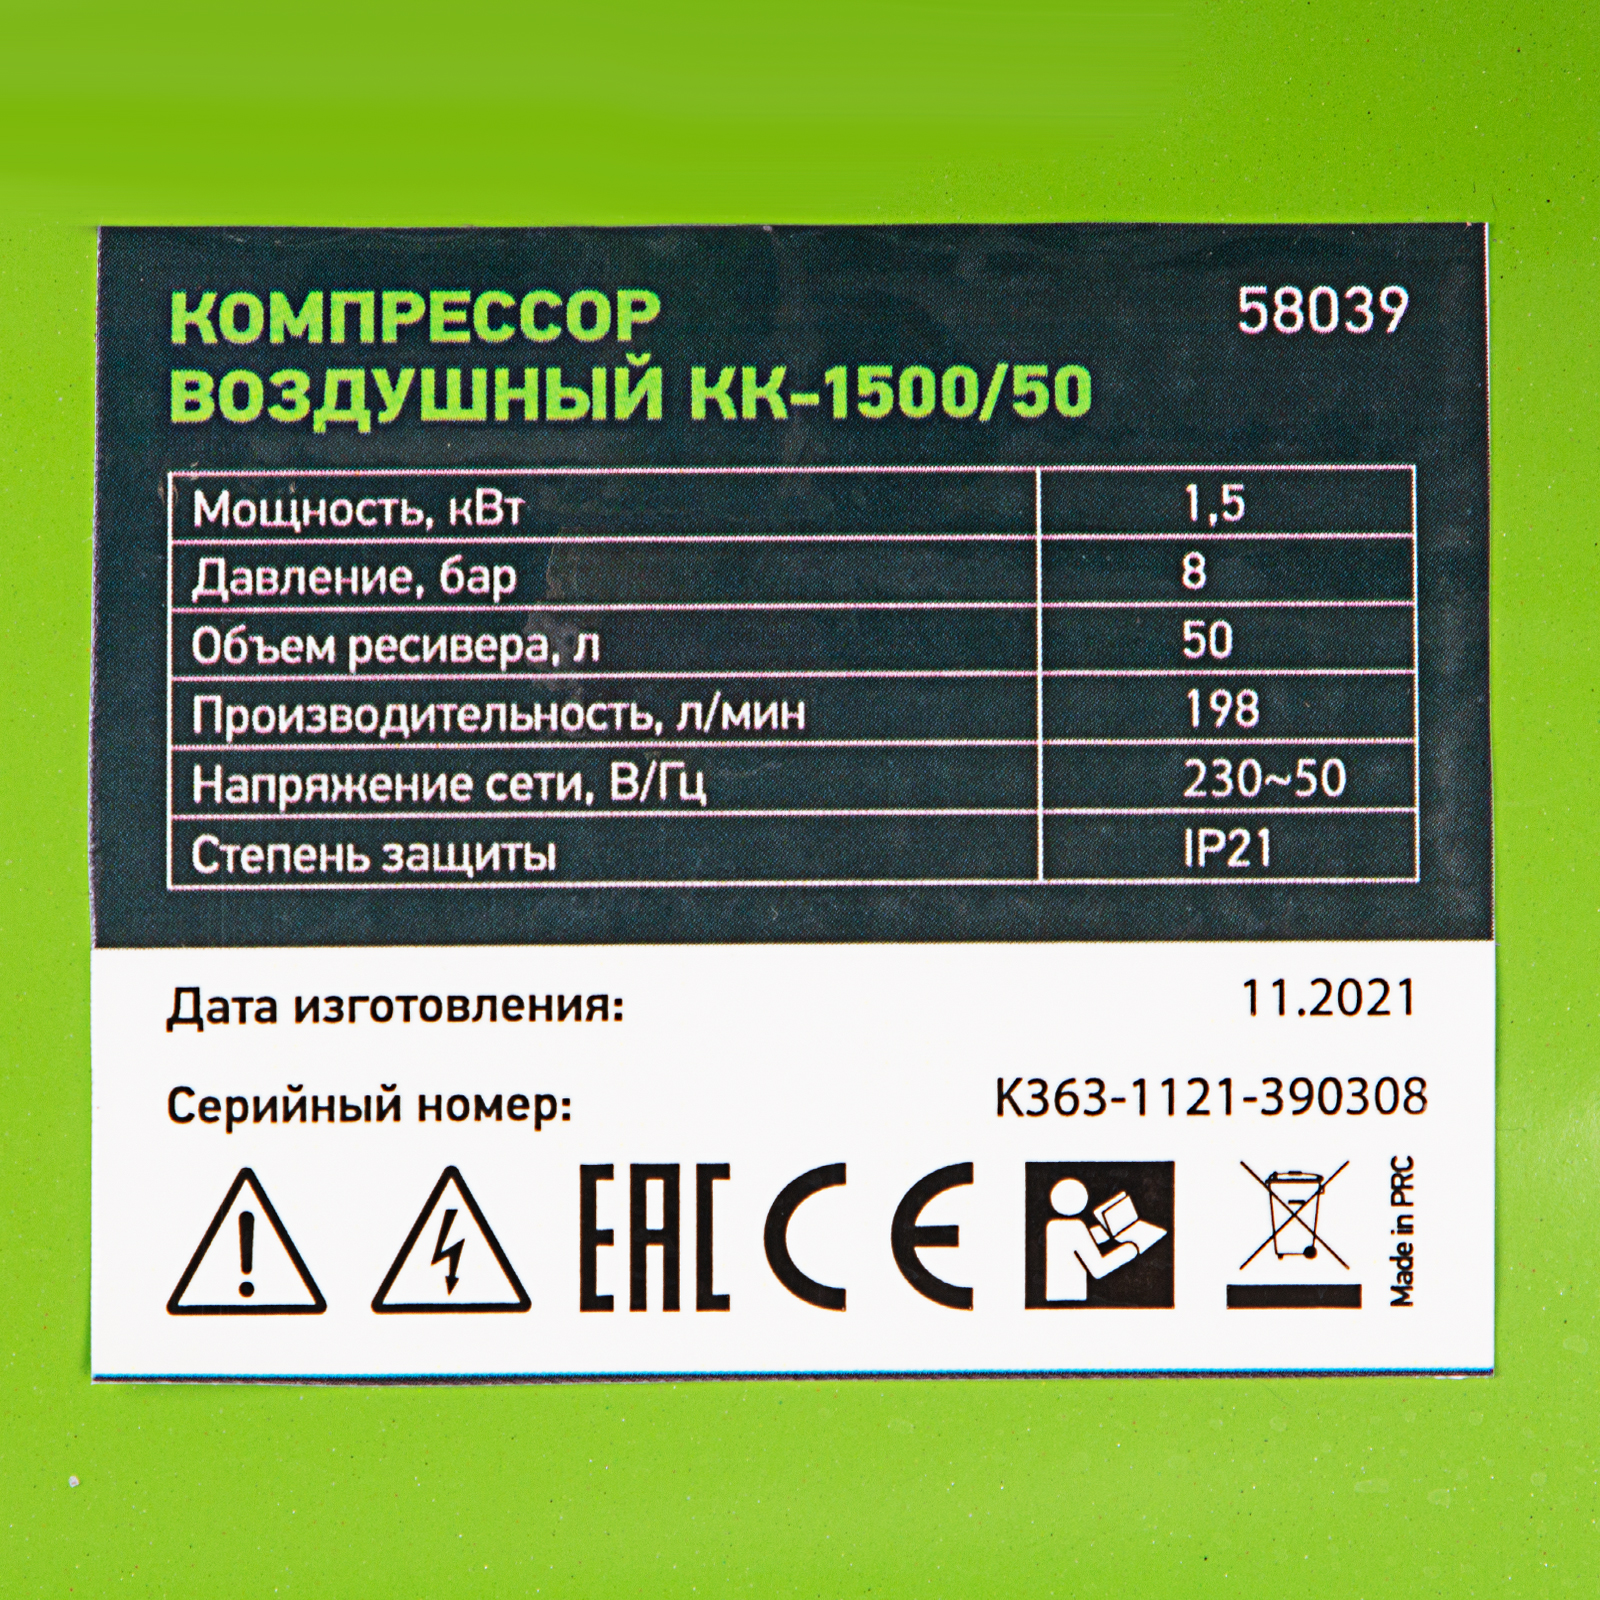 КОМПРЕССОР 58039
ВОЗДУШНЫЙ КК-1500/50
Мощность, кВт 1,5
Давление, бар 8
Объем ресивера, л 50
Производительность, л/мин 198
Напряжение сети, В/Гц 230~50
Степень защиты IP21
Дата изготовления: 11.2021
Серийный номер: K363-1121-390308
EAC CE
Made in PRC